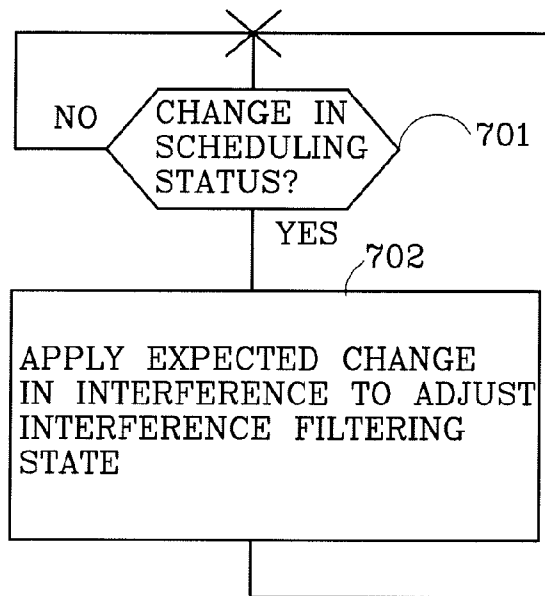 NO
CHANGE IN
SCHEDULING
STATUS?
701
YES
702
APPLY EXPECTED CHANGE
IN INTERFERENCE TO ADJUST
INTERFERENCE FILTERING
STATE